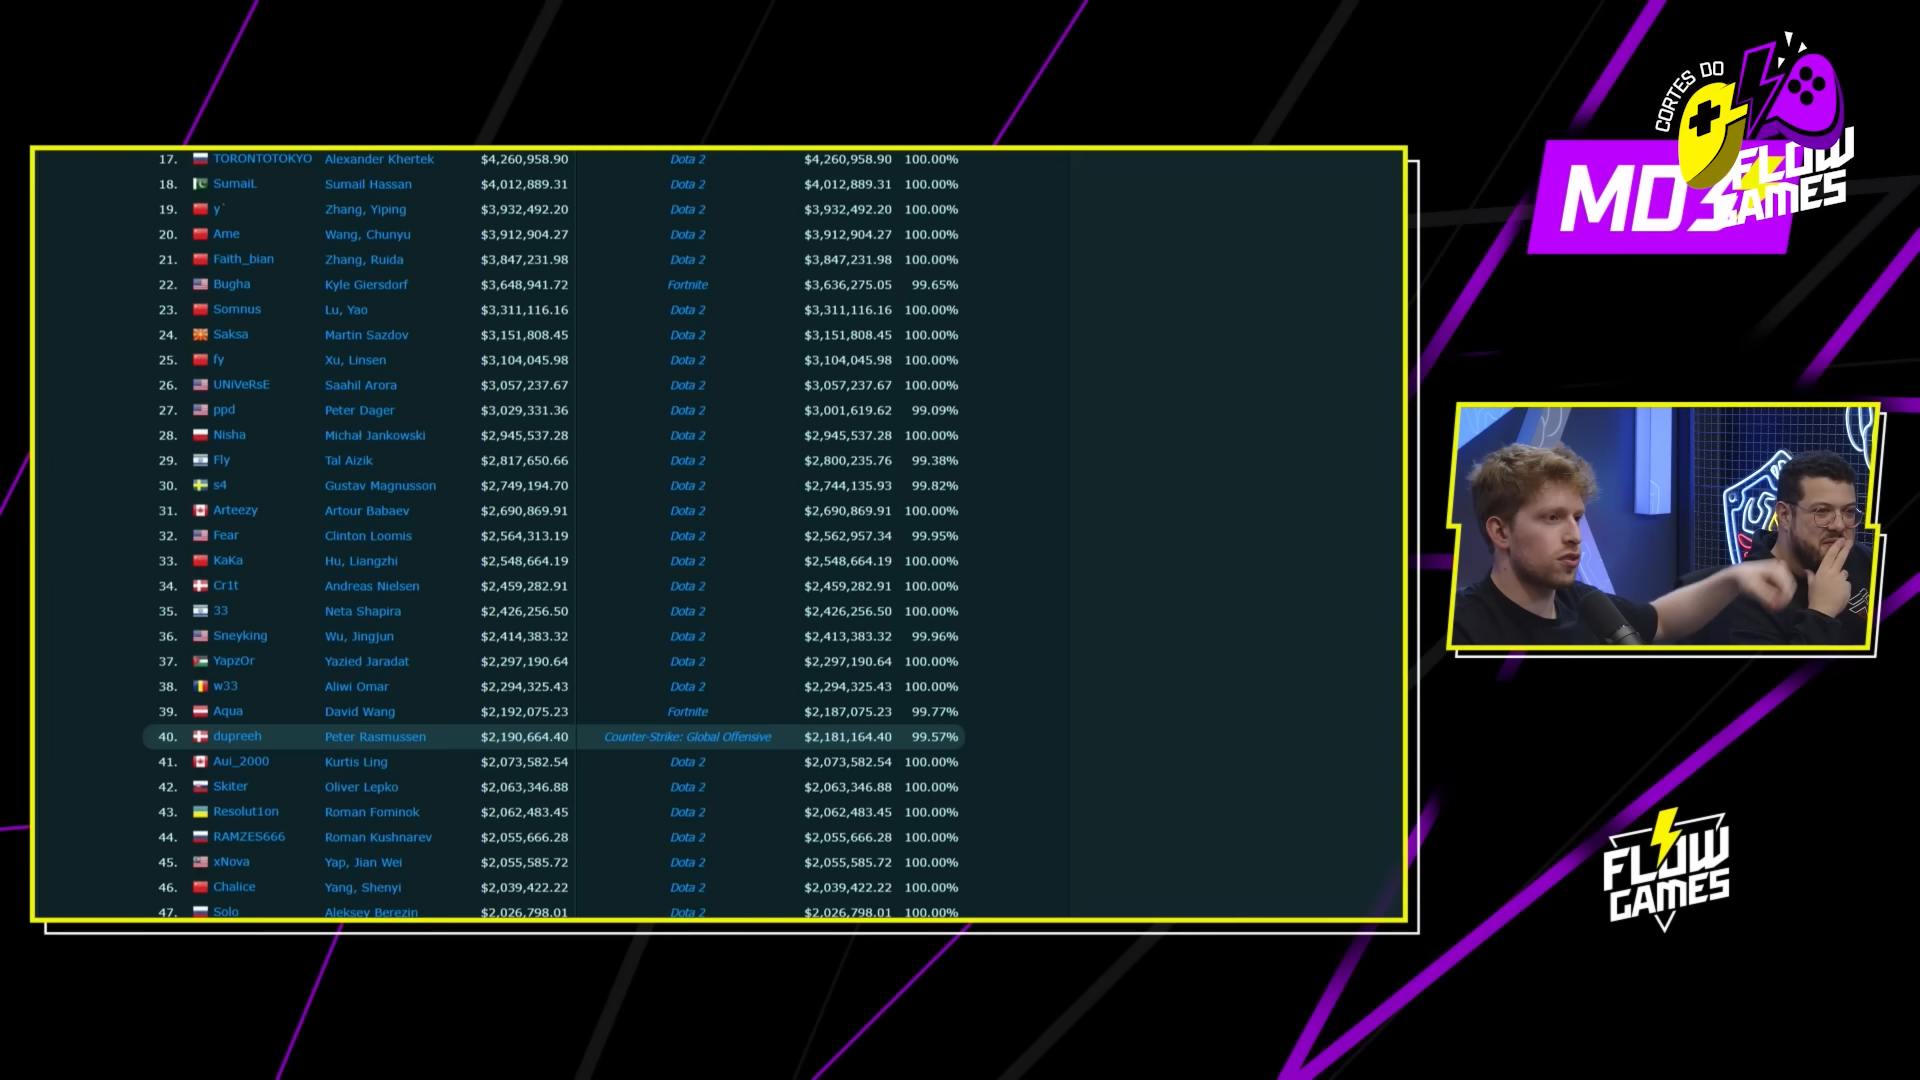 17. TORONTOTOKYO Alexander Khertek $4,260,958.90 Dota 2 $4,260,958.90 100.00%
18. SumaiL Sumail Hassan $4,012,889.31 Dota 2 $4,012,889.31 100.00%
19. y` Zhang, Yiping $3,932,492.20 Dota 2 $3,932,492.20 100.00%
20. Ame Wang, Chunyu $3,912,904.27 Dota 2 $3,912,904.27 100.00%
21. Faith_bian Zhang, Ruida $3,847,231.98 Dota 2 $3,847,231.98 100.00%
22. Bugha Kyle Giersdorf $3,648,941.72 Fortnite $3,636,275.05 99.65%
23. Somnus Lu, Yao $3,311,116.16 Dota 2 $3,311,116.16 100.00%
24. Saksa Martin Sazdov $3,151,808.45 Dota 2 $3,151,808.45 100.00%
25. fy Xu, Linsen $3,104,045.98 Dota 2 $3,104,045.98 100.00%
26. UNiVeRsE Saahil Arora $3,057,237.67 Dota 2 $3,057,237.67 100.00%
27. ppd Peter Dager $3,029,331.36 Dota 2 $3,001,619.62 99.09%
28. Nisha Michał Jankowski $2,945,537.28 Dota 2 $2,945,537.28 100.00%
29. Fly Tal Aizik $2,817,650.66 Dota 2 $2,800,235.76 99.38%
30. s4 Gustav Magnusson $2,749,194.70 Dota 2 $2,744,135.93 99.82%
31. Arteezy Artour Babaev $2,690,869.91 Dota 2 $2,690,869.91 100.00%
32. Fear Clinton Loomis $2,564,313.19 Dota 2 $2,562,957.34 99.95%
33. KaKa Hu, Liangzhi $2,548,664.19 Dota 2 $2,548,664.19 100.00%
34. Cr1t Andreas Nielsen $2,459,282.91 Dota 2 $2,459,282.91 100.00%
35. 33 Neta Shapira $2,426,256.50 Dota 2 $2,426,256.50 100.00%
36. Sneyking Wu, Jingjun $2,414,383.32 Dota 2 $2,413,383.32 99.96%
37. YapzOr Yazied Jaradat $2,297,190.64 Dota 2 $2,297,190.64 100.00%
38. w33 Aliwi Omar $2,294,325.43 Dota 2 $2,294,325.43 100.00%
39. Aqua David Wang $2,192,075.23 Fortnite $2,187,075.23 99.77%
40. dupreeh Peter Rasmussen $2,190,664.40 Counter-Strike: Global Offensive $2,181,164.40 99.57%
41. Aui_2000 Kurtis Ling $2,073,582.54 Dota 2 $2,073,582.54 100.00%
42. Skiter Oliver Lepko $2,063,346.88 Dota 2 $2,063,346.88 100.00%
43. Resolut1on Roman Fominok $2,062,483.45 Dota 2 $2,062,483.45 100.00%
44. RAMZES666 Roman Kushnarev $2,055,666.28 Dota 2 $2,055,666.28 100.00%
45. xNova Yap, Jian Wei $2,055,585.72 Dota 2 $2,055,585.72 100.00%
46. Chalice Yang, Shenyi $2,039,422.22 Dota 2 $2,039,422.22 100.00%
47. Solo Aleksey Berezin $2,026,798.01 Dota 2 $2,026,798.01 100.00%
CORTES DO
FLOW
GAMES
MD3
FLOW
GAMES